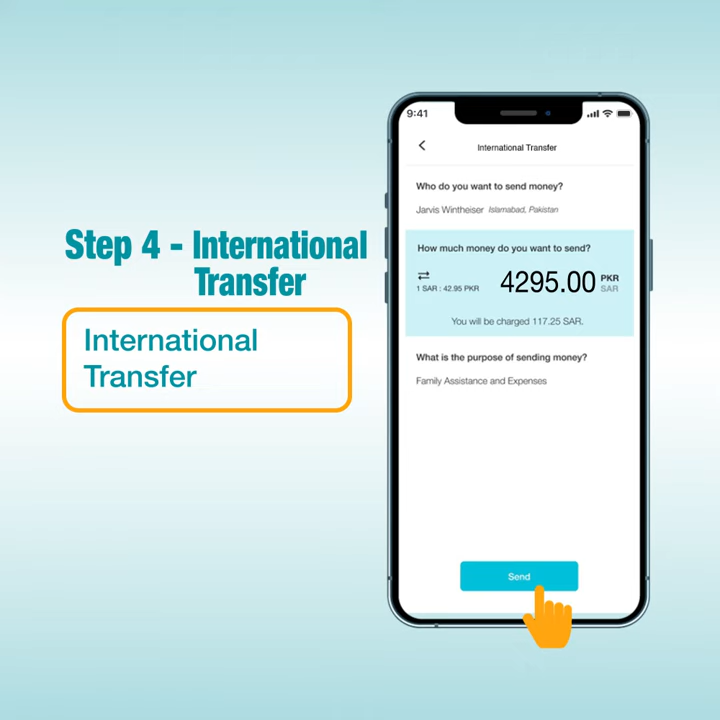 Step 4 - International
Transfer
International
Transfer
9:41
International Transfer
Who do you want to send money?
Jarvis Wintheiser Islamabad, Pakistan
How much money do you want to send?
1 SAR : 42.95 PKR
4295.00 PKR
SAR
You will be charged 117.25 SAR.
What is the purpose of sending money?
Family Assistance and Expenses
Send